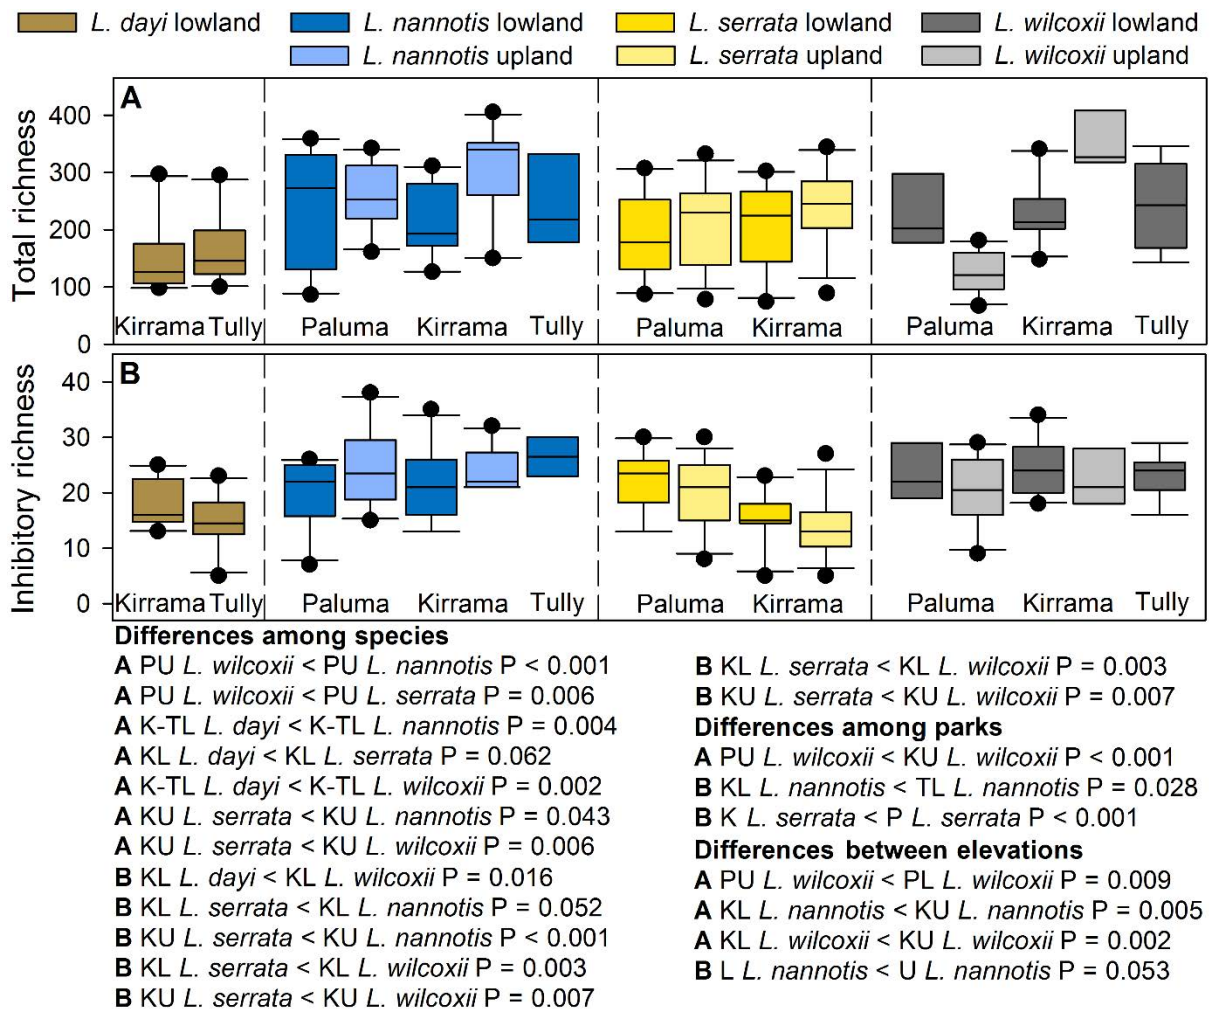 L. dayi lowland L. nannotis lowland L. serrata lowland L. wilcoxii lowland
L. nannotis upland L. serrata upland L. wilcoxii upland
A
Total richness
400
300
200
100
0
Kirrama Tully Paluma Kirrama Tully Paluma Kirrama Paluma Kirrama Tully
B
Inhibitory richness
40
30
20
10
0
Kirrama Tully Paluma Kirrama Tully Paluma Kirrama Paluma Kirrama Tully
Differences among species
A PU L. wilcoxii < PU L. nannotis P < 0.001
A PU L. wilcoxii < PU L. serrata P = 0.006
A K-TL L. dayi < K-TL L. nannotis P = 0.004
A KL L. dayi < KL L. serrata P = 0.062
A K-TL L. dayi < K-TL L. wilcoxii P = 0.002
A KU L. serrata < KU L. nannotis P = 0.043
A KU L. serrata < KU L. wilcoxii P = 0.006
B KL L. dayi < KL L. wilcoxii P = 0.016
B KL L. serrata < KL L. nannotis P = 0.052
B KU L. serrata < KU L. nannotis P < 0.001
B KL L. serrata < KL L. wilcoxii P = 0.003
B KU L. serrata < KU L. wilcoxii P = 0.007
B KL L. serrata < KL L. wilcoxii P = 0.003
B KU L. serrata < KU L. wilcoxii P = 0.007
Differences among parks
A PU L. wilcoxii < KU L. wilcoxii P < 0.001
B KL L. nannotis < TL L. nannotis P = 0.028
B K L. serrata < P L. serrata P < 0.001
Differences between elevations
A PU L. wilcoxii < PL L. wilcoxii P = 0.009
A KL L. nannotis < KU L. nannotis P = 0.005
A KL L. wilcoxii < KU L. wilcoxii P = 0.002
B L L. nannotis < U L. nannotis P = 0.053